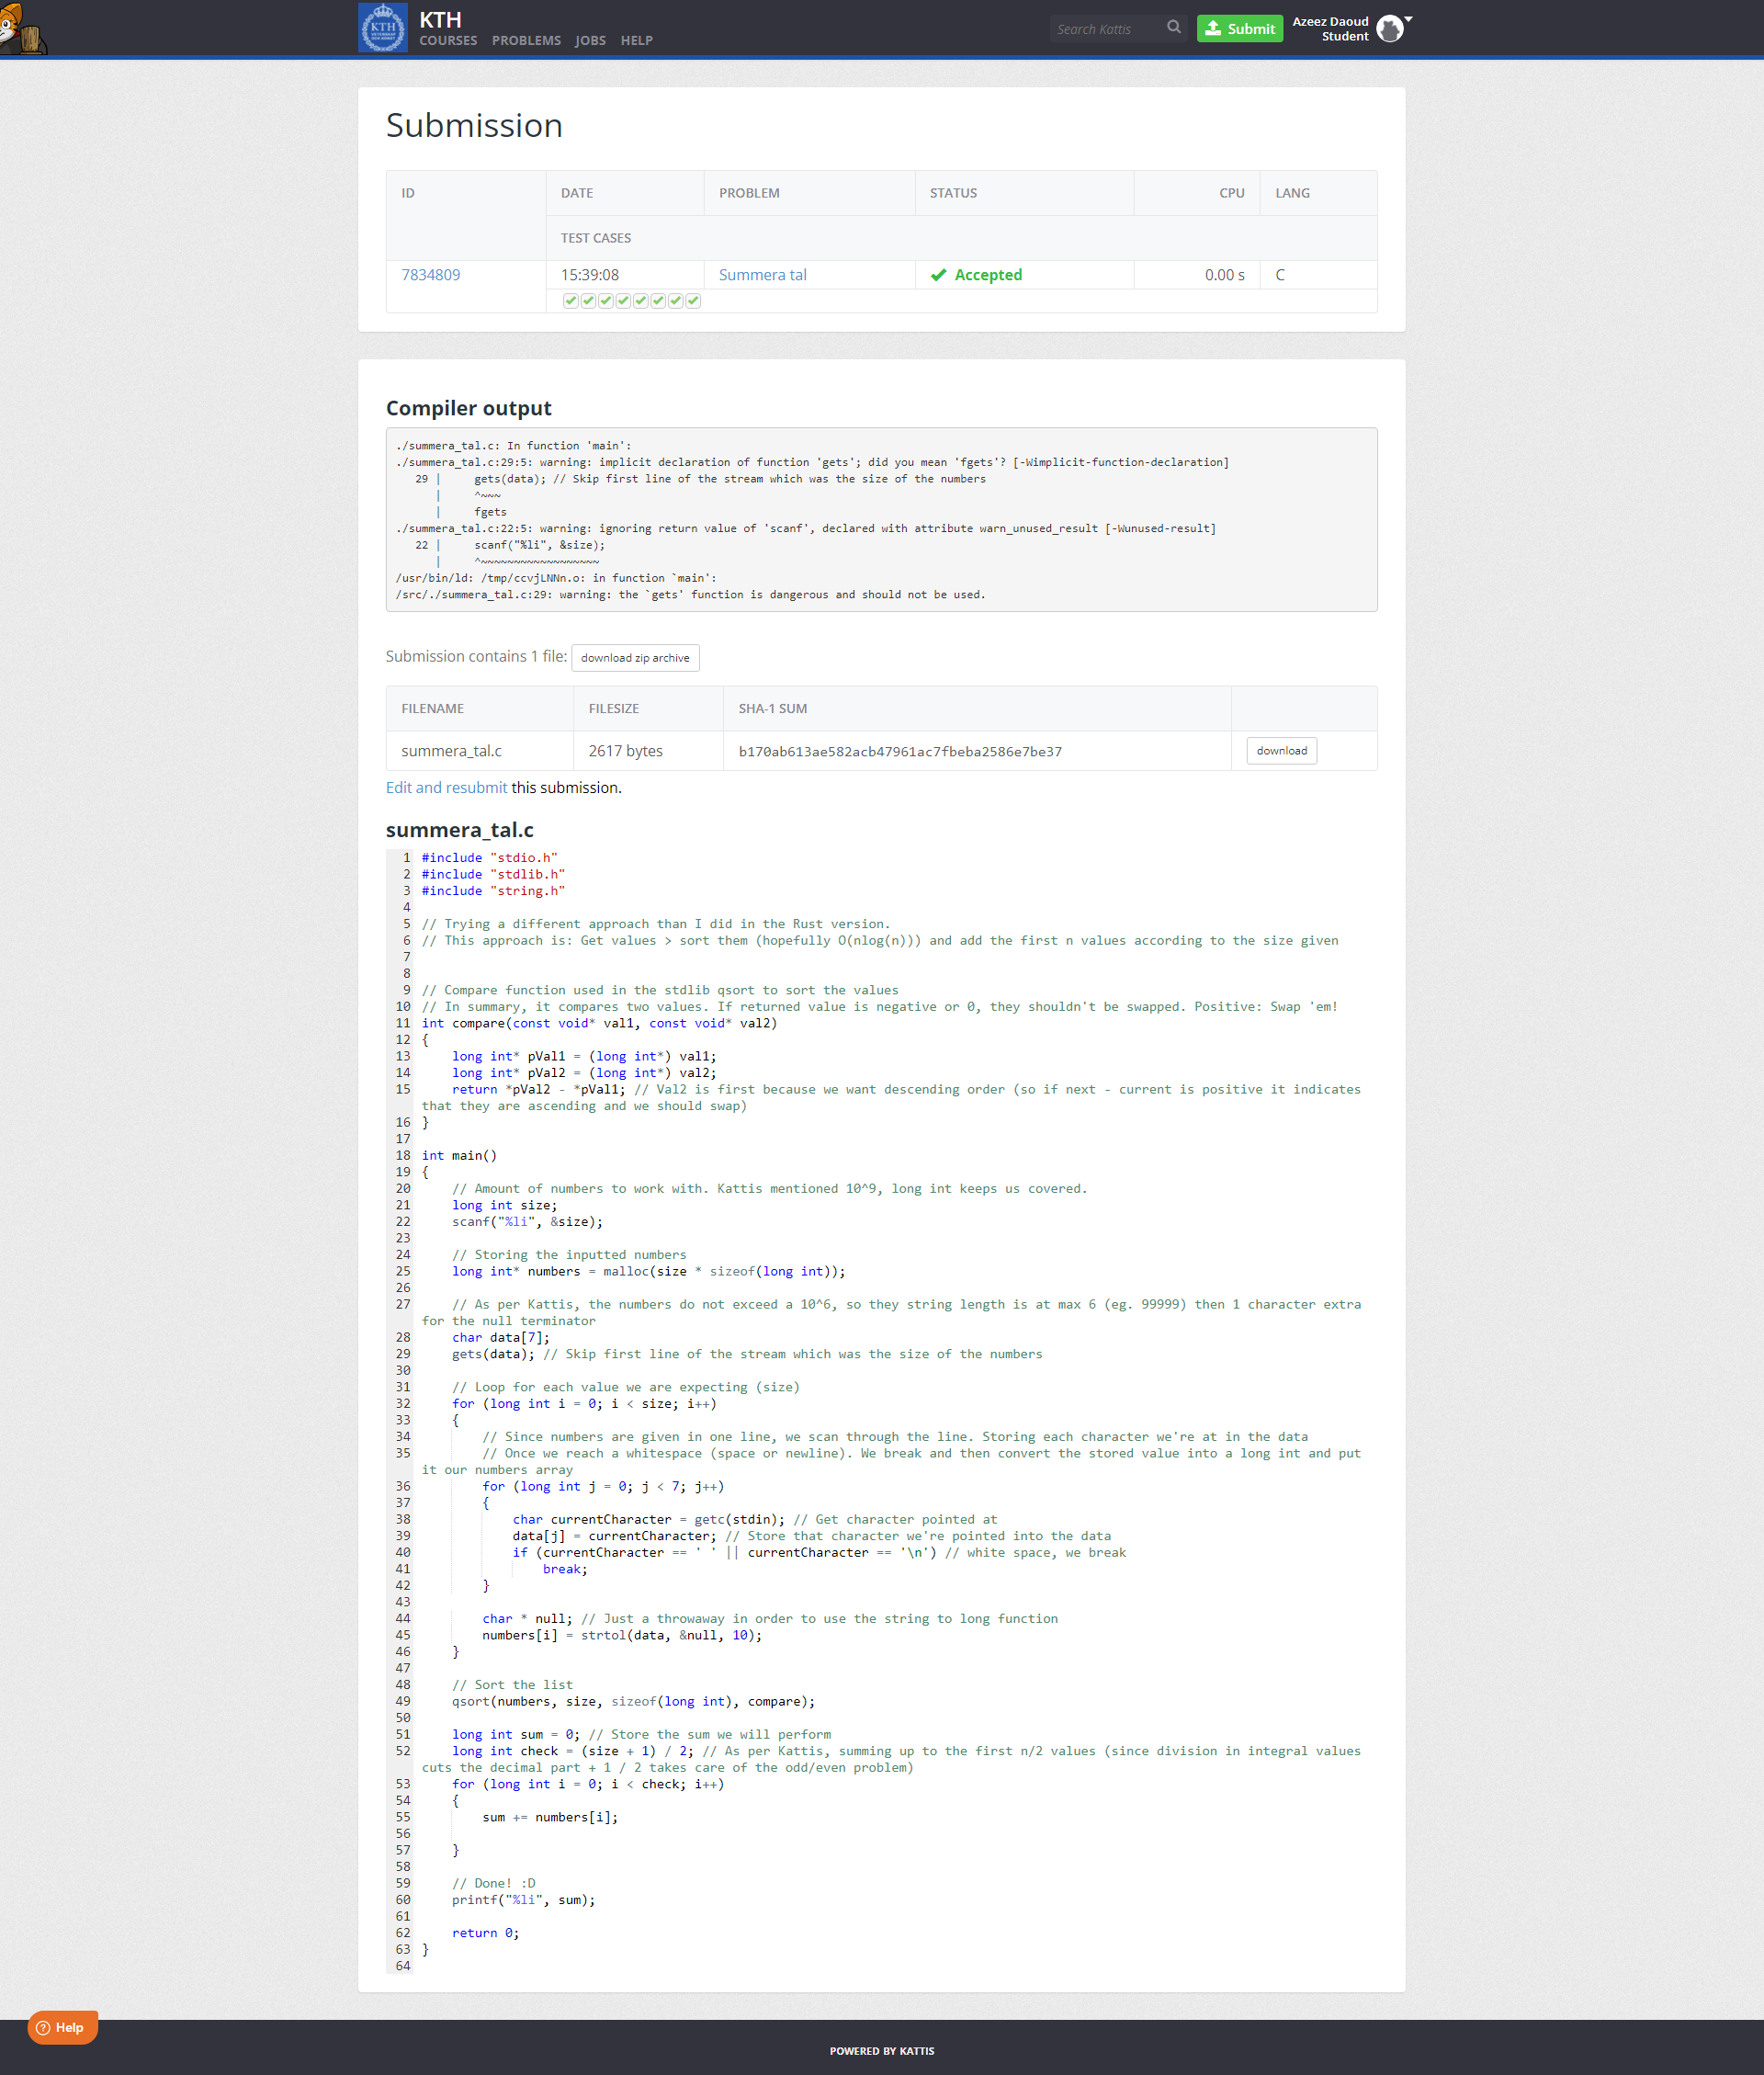 KTH
COURSES PROBLEMS JOBS HELP
Search Kattis
Submit
Azeez Daoud
Student
Submission
ID DATE PROBLEM STATUS CPU LANG
TEST CASES
7834809 15:39:08 Summera tal Accepted 0.00 s C
Compiler output
./summera_tal.c: In function 'main':
./summera_tal.c:29:5: warning: implicit declaration of function 'gets'; did you mean 'fgets'? [-Wimplicit-function-declaration]
29 | gets(data); // Skip first line of the stream which was the size of the numbers
| ^~~~
| fgets
./summera_tal.c:22:5: warning: ignoring return value of 'scanf', declared with attribute warn_unused_result [-Wunused-result]
22 | scanf("%li", &size);
| ^~~~~~~~~~~~~~~~~~~
/usr/bin/ld: /tmp/ccvjLNNn.o: in function `main':
/src/./summera_tal.c:29: warning: the `gets' function is dangerous and should not be used.
Submission contains 1 file: download zip archive
FILENAME FILESIZE SHA-1 SUM
summera_tal.c 2617 bytes b170ab613ae582acb47961ac7fbeba2586e7be37 download
Edit and resubmit this submission.
summera_tal.c
1 #include "stdio.h"
2 #include "stdlib.h"
3 #include "string.h"
4
5 // Trying a different approach than I did in the Rust version.
6 // This approach is: Get values > sort them (hopefully O(nlog(n))) and add the first n values according to the size given
7
8
9 // Compare function used in the stdlib qsort to sort the values
10 // In summary, it compares two values. If returned value is negative or 0, they shouldn't be swapped. Positive: Swap 'em!
11 int compare(const void* val1, const void* val2)
12 {
13 long int* pVal1 = (long int*) val1;
14 long int* pVal2 = (long int*) val2;
15 return *pVal2 - *pVal1; // Val2 is first because we want descending order (so if next - current is positive it indicates
that they are ascending and we should swap)
16 }
17
18 int main()
19 {
20 // Amount of numbers to work with. Kattis mentioned 10^9, long int keeps us covered.
21 long int size;
22 scanf("%li", &size);
23
24 // Storing the inputted numbers
25 long int* numbers = malloc(size * sizeof(long int));
26
27 // As per Kattis, the numbers do not exceed a 10^6, so they string length is at max 6 (eg. 99999) then 1 character extra
for the null terminator
28 char data[7];
29 gets(data); // Skip first line of the stream which was the size of the numbers
30
31 // Loop for each value we are expecting (size)
32 for (long int i = 0; i < size; i++)
33 {
34 // Since numbers are given in one line, we scan through the line. Storing each character we're at in the data
35 // Once we reach a whitespace (space or newline). We break and then convert the stored value into a long int and put
it our numbers array
36 for (long int j = 0; j < 7; j++)
37 {
38 char currentCharacter = getc(stdin); // Get character pointed at
39 data[j] = currentCharacter; // Store that character we're pointed into the data
40 if (currentCharacter == ' ' || currentCharacter == '\n') // white space, we break
41 break;
42 }
43
44 char * null; // Just a throwaway in order to use the string to long function
45 numbers[i] = strtol(data, &null, 10);
46 }
47
48 // Sort the list
49 qsort(numbers, size, sizeof(long int), compare);
50
51 long int sum = 0; // Store the sum we will perform
52 long int check = (size + 1) / 2; // As per Kattis, summing up to the first n/2 values (since division in integral values
cuts the decimal part + 1 / 2 takes care of the odd/even problem)
53 for (long int i = 0; i < check; i++)
54 {
55 sum += numbers[i];
56
57 }
58
59 // Done! :D
60 printf("%li", sum);
61
62 return 0;
63 }
64
Help
POWERED BY KATTIS